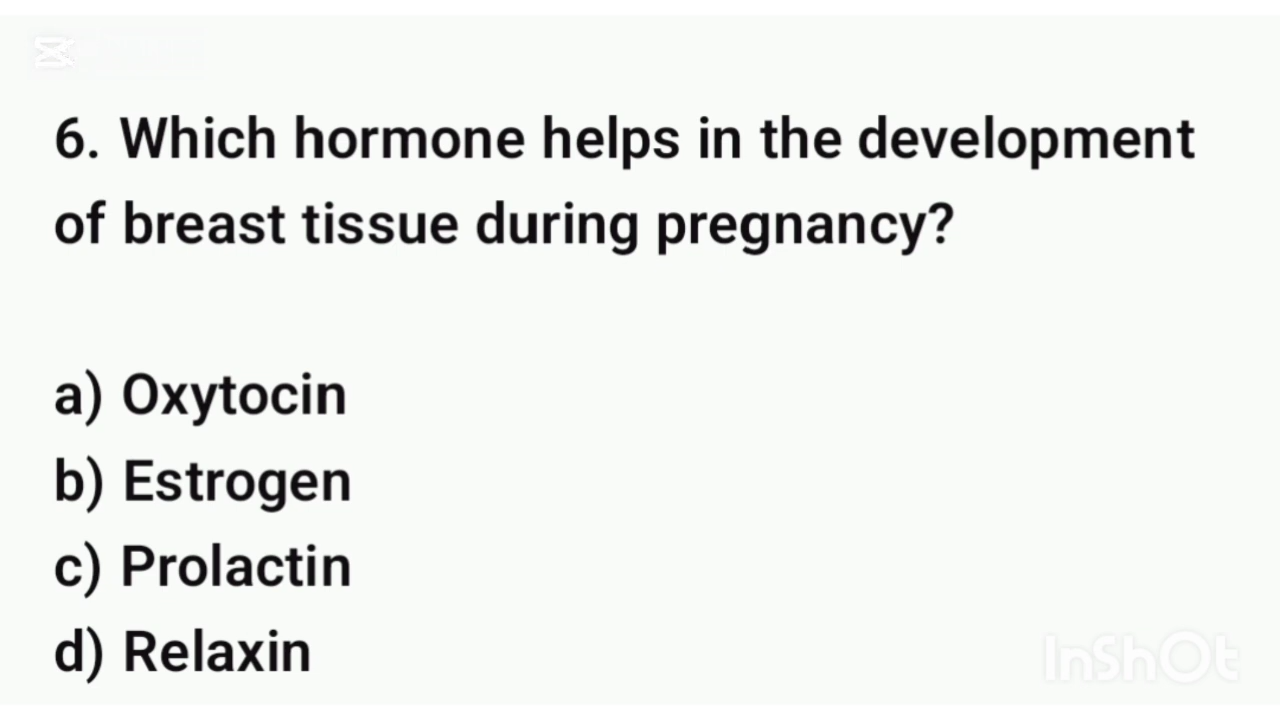 6. Which hormone helps in the development
of breast tissue during pregnancy?
a) Oxytocin
b) Estrogen
c) Prolactin
d) Relaxin
InShOt